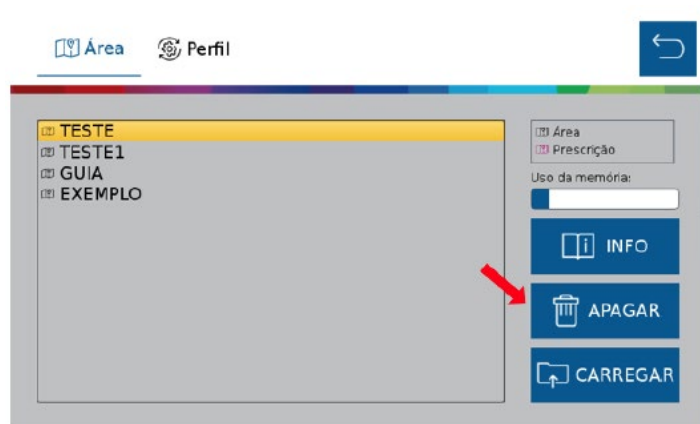 Área
Perfil
TESTE
TESTE1
GUIA
EXEMPLO
Área
Prescrição
Uso da memória:
INFO
APAGAR
CARREGAR